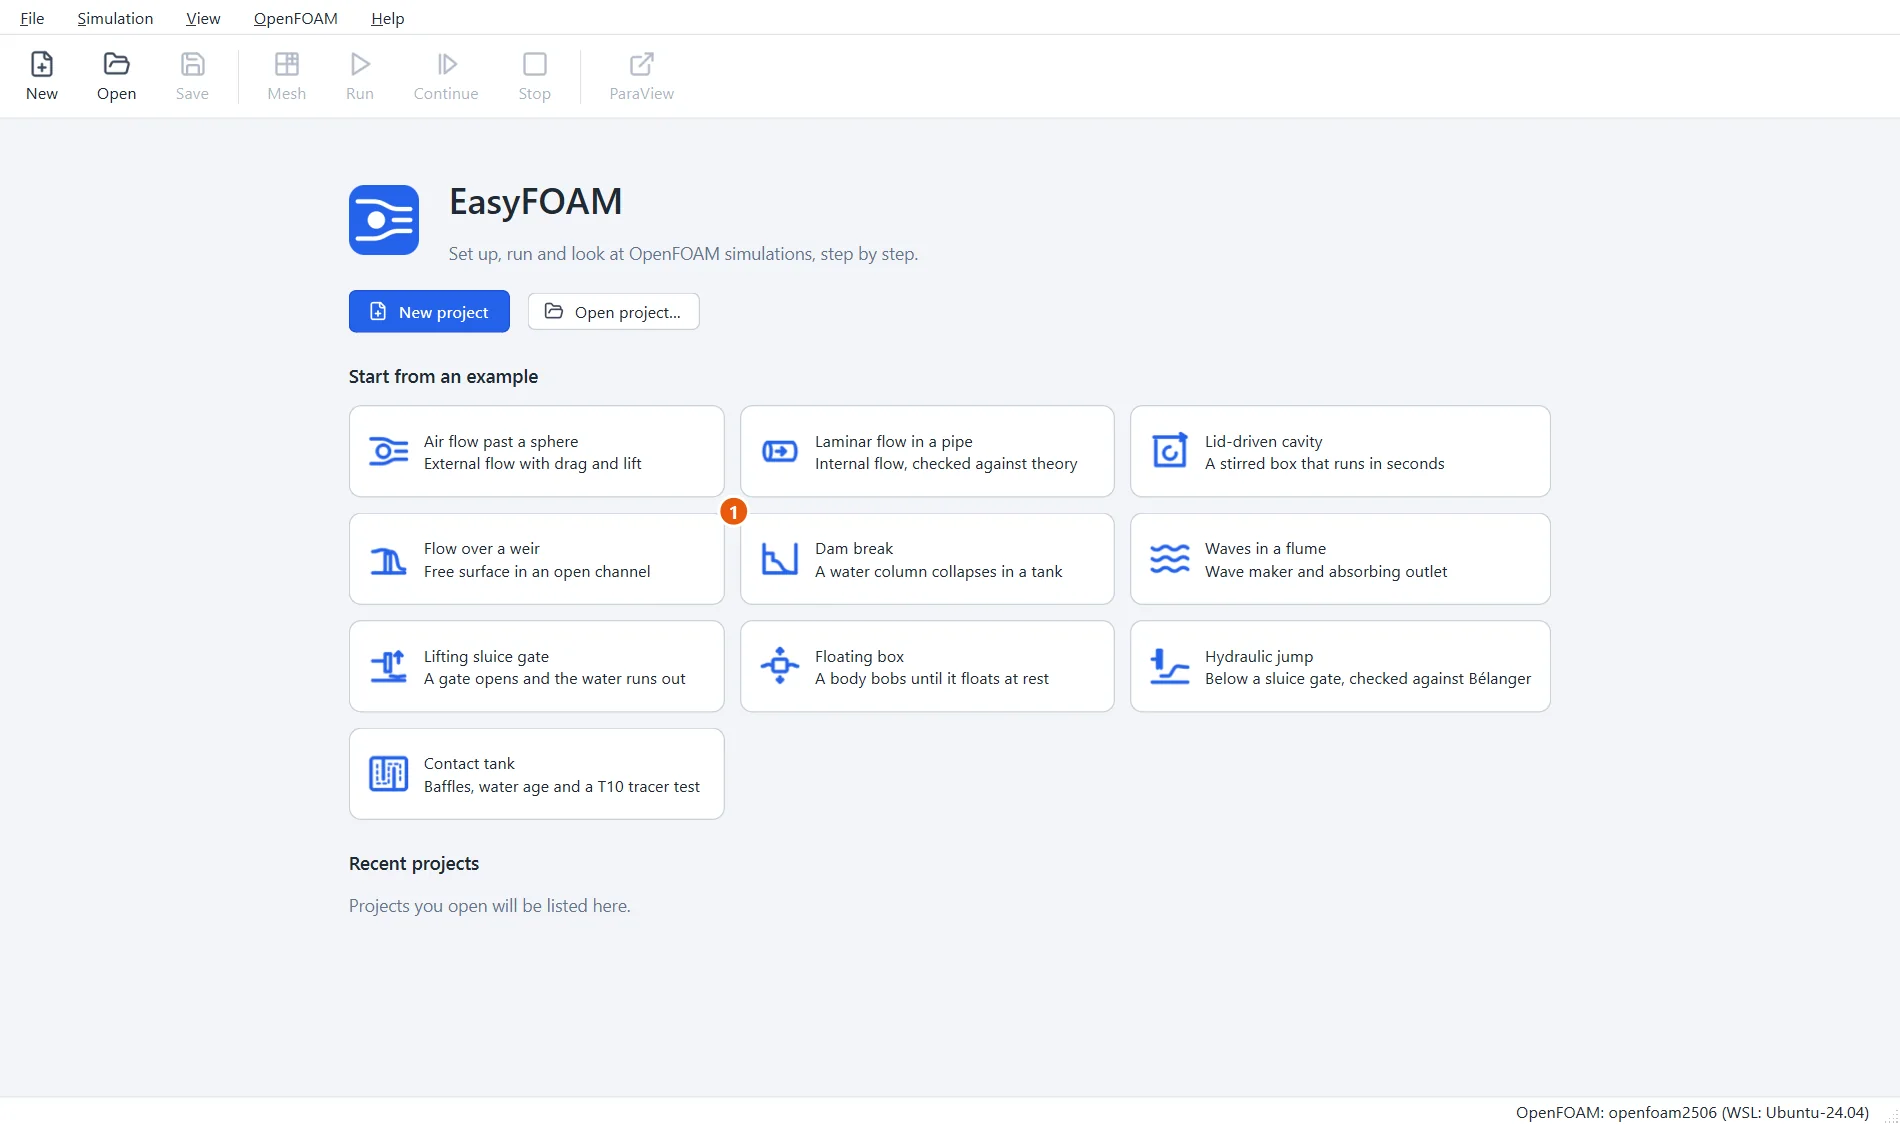 File Simulation View OpenFOAM Help
New Open Save Mesh Run Continue Stop ParaView
EasyFOAM
Set up, run and look at OpenFOAM simulations, step by step.
New project Open project...
Start from an example
Air flow past a sphere
External flow with drag and lift
Laminar flow in a pipe
Internal flow, checked against theory
Lid-driven cavity
A stirred box that runs in seconds
1
Flow over a weir
Free surface in an open channel
Dam break
A water column collapses in a tank
Waves in a flume
Wave maker and absorbing outlet
Lifting sluice gate
A gate opens and the water runs out
Floating box
A body bobs until it floats at rest
Hydraulic jump
Below a sluice gate, checked against Bélanger
Contact tank
Baffles, water age and a T10 tracer test
Recent projects
Projects you open will be listed here.
OpenFOAM: openfoam2506 (WSL: Ubuntu-24.04)